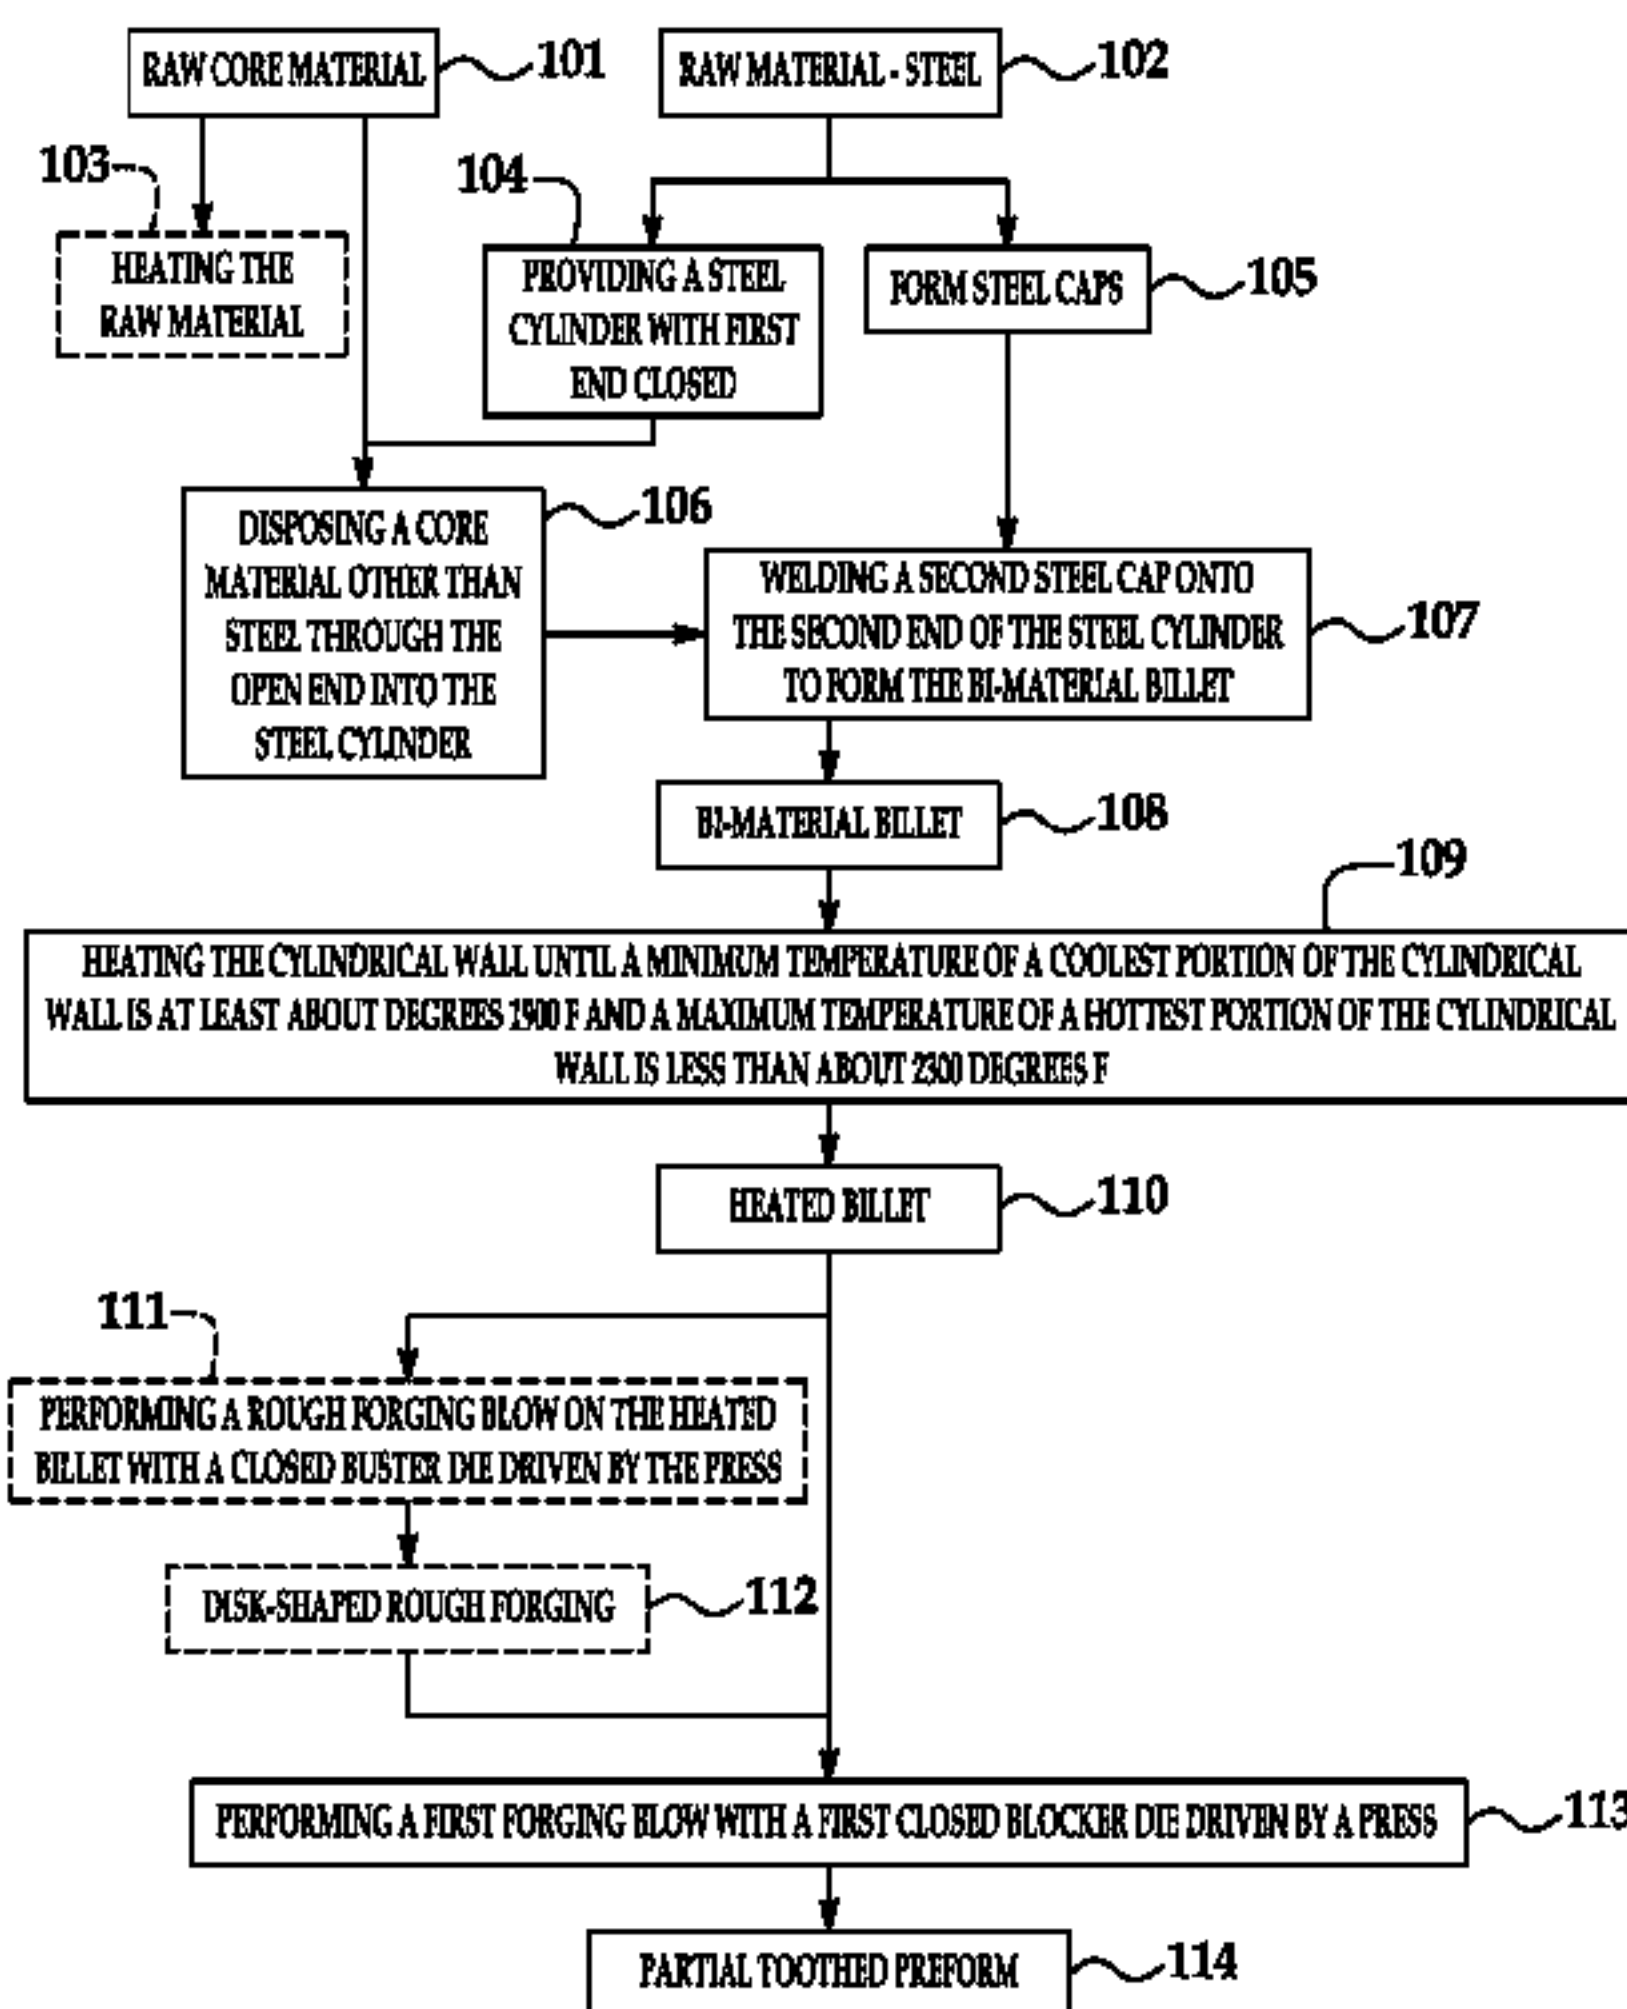 RAW CORE MATERIAL
101
RAW MATERIAL - STEEL
102
103
HEATING THE
RAW MATERIAL
104
PROVIDING A STEEL
CYLINDER WITH FIRST
END CLOSED
FORM STEEL CAPS
105
DISPOSING A CORE
MATERIAL OTHER THAN
STEEL THROUGH THE
OPEN END INTO THE
STEEL CYLINDER
106
WELDING A SECOND STEEL CAP ONTO
THE SECOND END OF THE STEEL CYLINDER
TO FORM THE BI-MATERIAL BILLET
107
BI-MATERIAL BILLET
108
109
HEATING THE CYLINDRICAL WALL UNTIL A MINIMUM TEMPERATURE OF A COOLEST PORTION OF THE CYLINDRICAL
WALL IS AT LEAST ABOUT DEGREES 1900 F AND A MAXIMUM TEMPERATURE OF A HOTTEST PORTION OF THE CYLINDRICAL
WALL IS LESS THAN ABOUT 2300 DEGREES F
HEATED BILLET
110
111
PERFORMING A ROUGH FORGING BLOW ON THE HEATED
BILLET WITH A CLOSED BUSTER DIE DRIVEN BY THE PRESS
DISK-SHAPED ROUGH FORGING
112
PERFORMING A FIRST FORGING BLOW WITH A FIRST CLOSED BLOCKER DIE DRIVEN BY A PRESS
113
PARTIAL TOOTHED PREFORM
114